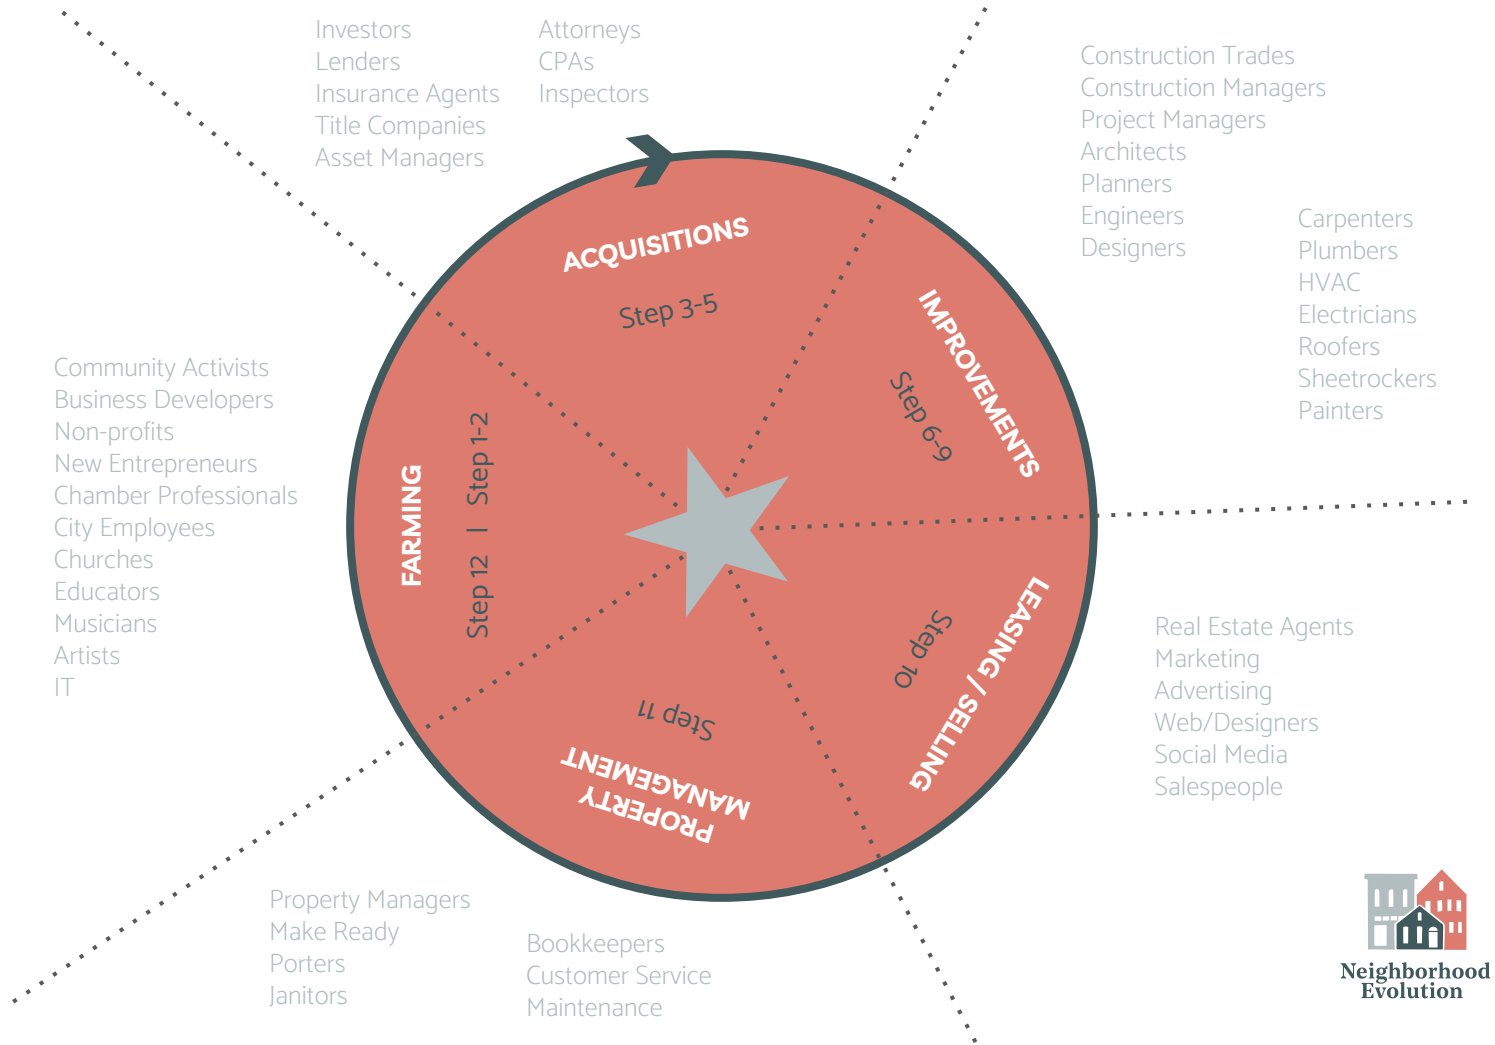 Investors
Lenders
Insurance Agents
Title Companies
Asset Managers
Attorneys
CPAs
Inspectors
Construction Trades
Construction Managers
Project Managers
Architects
Planners
Engineers
Designers
Carpenters
Plumbers
HVAC
Electricians
Roofers
Sheetrockers
Painters
ACQUISITIONS
Step 3-5
IMPROVEMENTS
Step 6-9
LEASING / SELLING
Step 10
PROPERTY
MANAGEMENT
Step 11
FARMING
Step 12 | Step 1-2
Community Activists
Business Developers
Non-profits
New Entrepreneurs
Chamber Professionals
City Employees
Churches
Educators
Musicians
Artists
IT
Real Estate Agents
Marketing
Advertising
Web/Designers
Social Media
Salespeople
Property Managers
Make Ready
Porters
Janitors
Bookkeepers
Customer Service
Maintenance
Neighborhood
Evolution